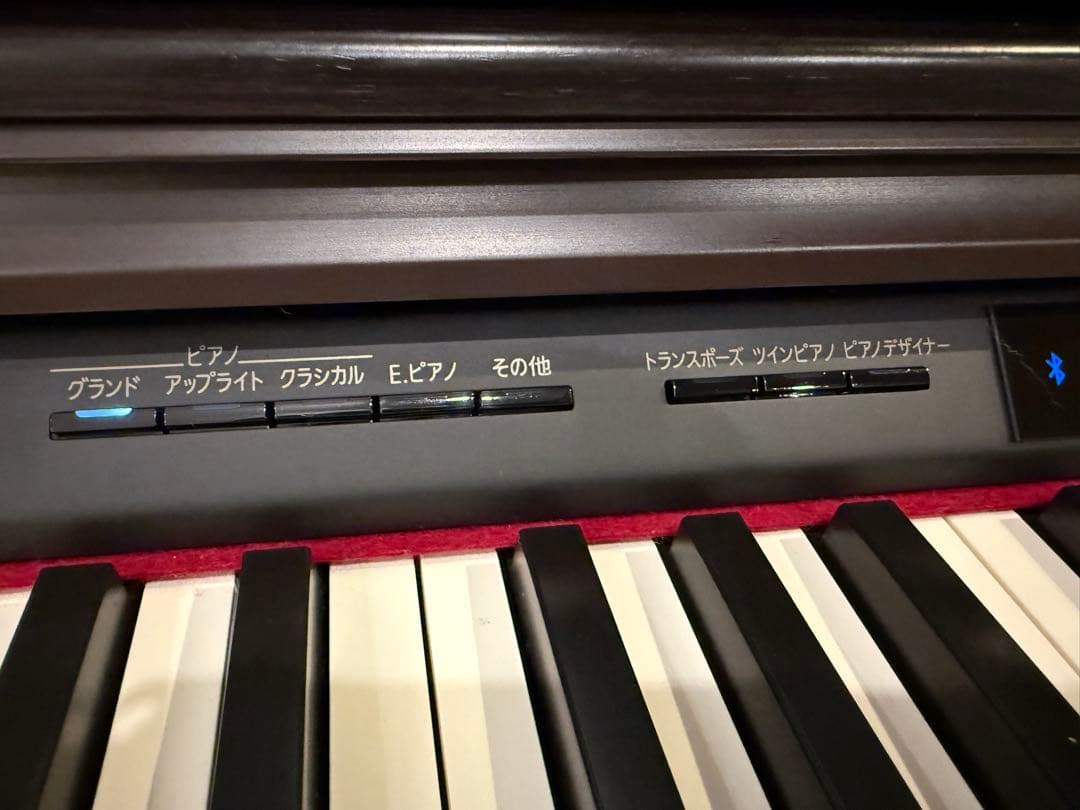 ピアノ
グランド アップライト クラシカル E.ピアノ その他
トランスポーズ ツインピアノ ピアノデザイナー